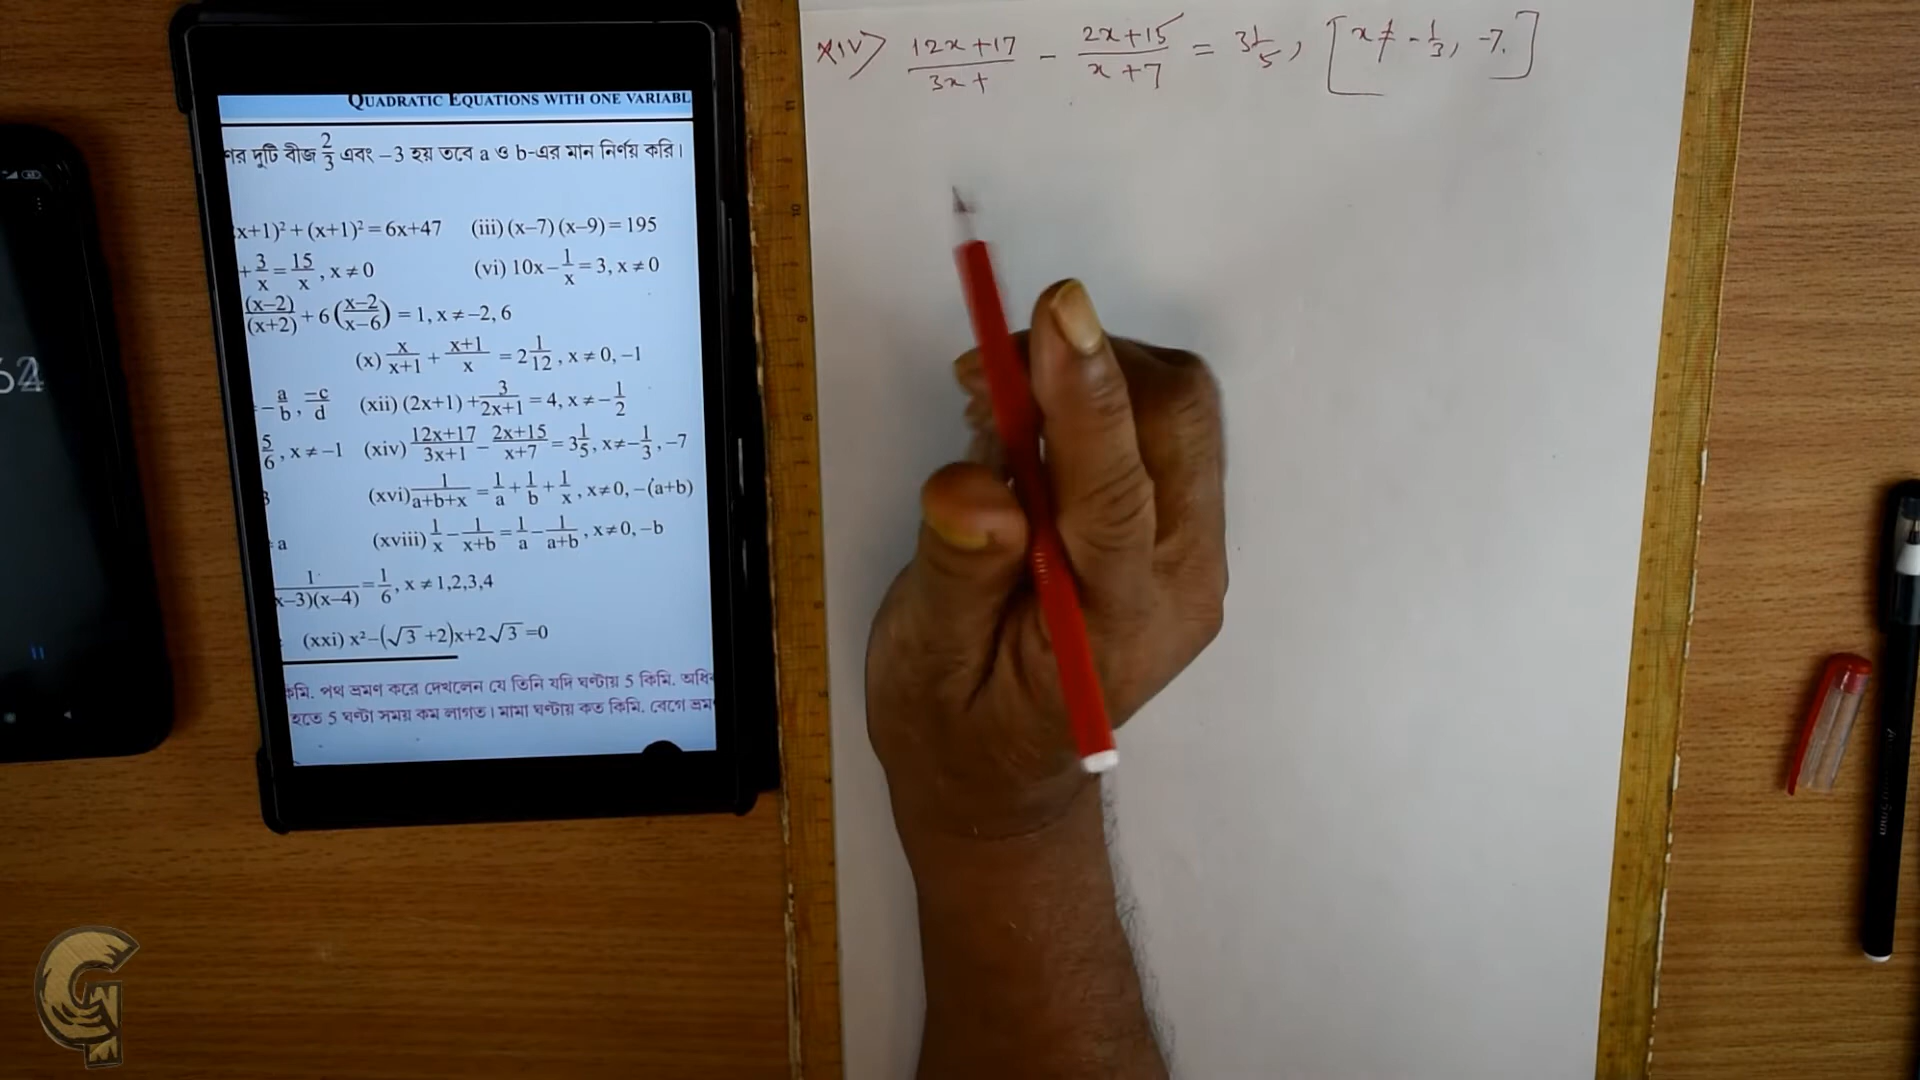 QUADRATIC EQUATIONS WITH ONE VARIABL
দুটি বীজ 2/3 এবং −3 হয় তবে a ও b-এর মান নির্ণয় করি।
x+1)² + (x+1)² = 6x+47 (iii) (x−7) (x−9) = 195
+ 3/x = 15/x , x ≠ 0 (vi) 10x− 1/x = 3, x ≠ 0
(x−2)/(x+2) + 6 (x−2/x−6) = 1, x ≠ −2, 6
(x) x/x+1 + x+1/x = 2 1/12 , x ≠ 0, −1
− a/b , −c/d (xii) (2x+1) + 3/2x+1 = 4, x ≠ − 1/2
5/6 , x ≠ −1 (xiv) 12x+17/3x+1 − 2x+15/x+7 = 3 1/5 , x≠− 1/3 , −7
(xvi) 1/a+b+x = 1/a + 1/b + 1/x , x≠0, −(a+b)
a (xviii) 1/x − 1/x+b = 1/a − 1/a+b , x≠0, −b
1/x−3)(x−4) = 1/6 , x ≠ 1,2,3,4
(xxi) x²−(√3 +2)x+2√3 =0
কিমি. পথ ভ্রমণ করে দেখলেন যে তিনি যদি ঘণ্টায় 5 কিমি. অধি
হতে 5 ঘণ্টা সময় কম লাগত। মামা ঘণ্টায় কত কিমি. বেগে ভ্রম
xiv) 12x+17/3x+ − 2x+15/x+7 = 3 1/5 , [x ≠ − 1/3 , −7.]